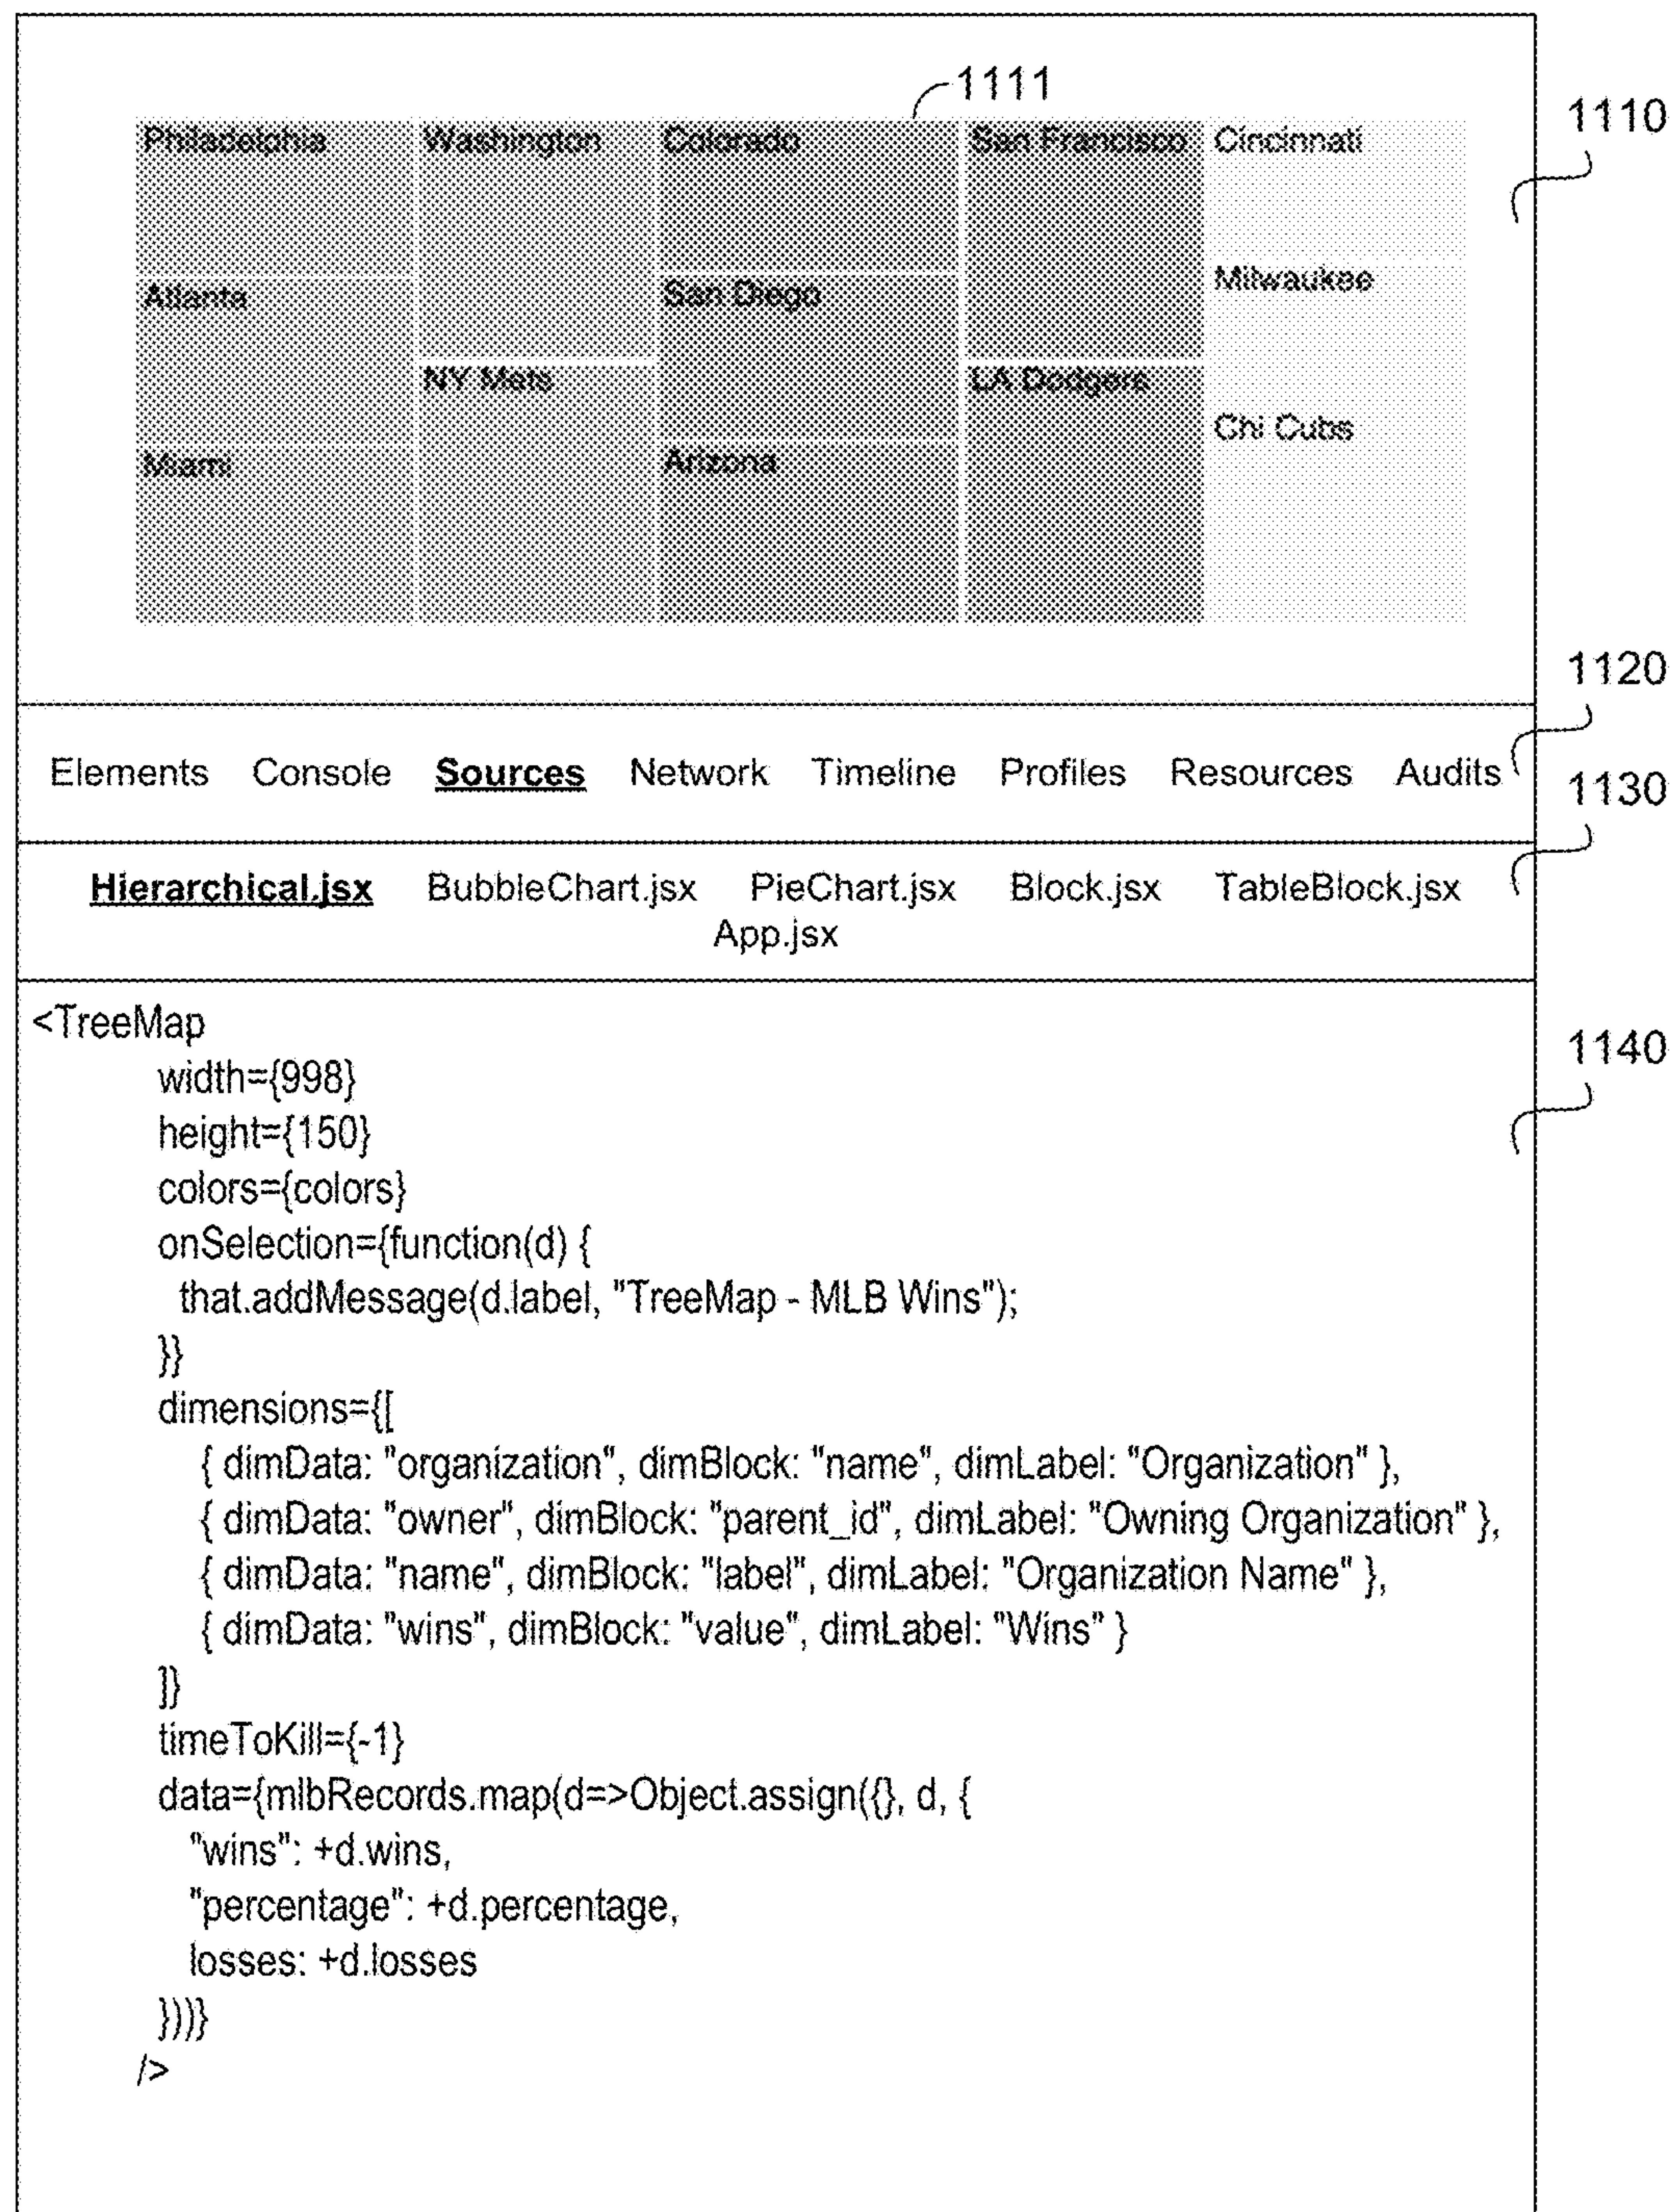 1111
1110
Philadelphia Washington Colorado San Francisco Cincinnati
Milwaukee
Atlanta San Diego
NY Mets LA Dodgers
Chi Cubs
Miami Arizona
1120
Elements Console Sources Network Timeline Profiles Resources Audits
1130
Hierarchical.jsx BubbleChart.jsx PieChart.jsx Block.jsx TableBlock.jsx
App.jsx
<TreeMap
1140
width={998}
height={150}
colors={colors}
onSelection={function(d) {
that.addMessage(d.label, "TreeMap - MLB Wins");
}}
dimensions={[
{ dimData: "organization", dimBlock: "name", dimLabel: "Organization" },
{ dimData: "owner", dimBlock: "parent_id", dimLabel: "Owning Organization" },
{ dimData: "name", dimBlock: "label", dimLabel: "Organization Name" },
{ dimData: "wins", dimBlock: "value", dimLabel: "Wins" }
]}
timeToKill={-1}
data={mlbRecords.map(d=>Object.assign({}, d, {
"wins": +d.wins,
"percentage": +d.percentage,
losses: +d.losses
}))}
/>